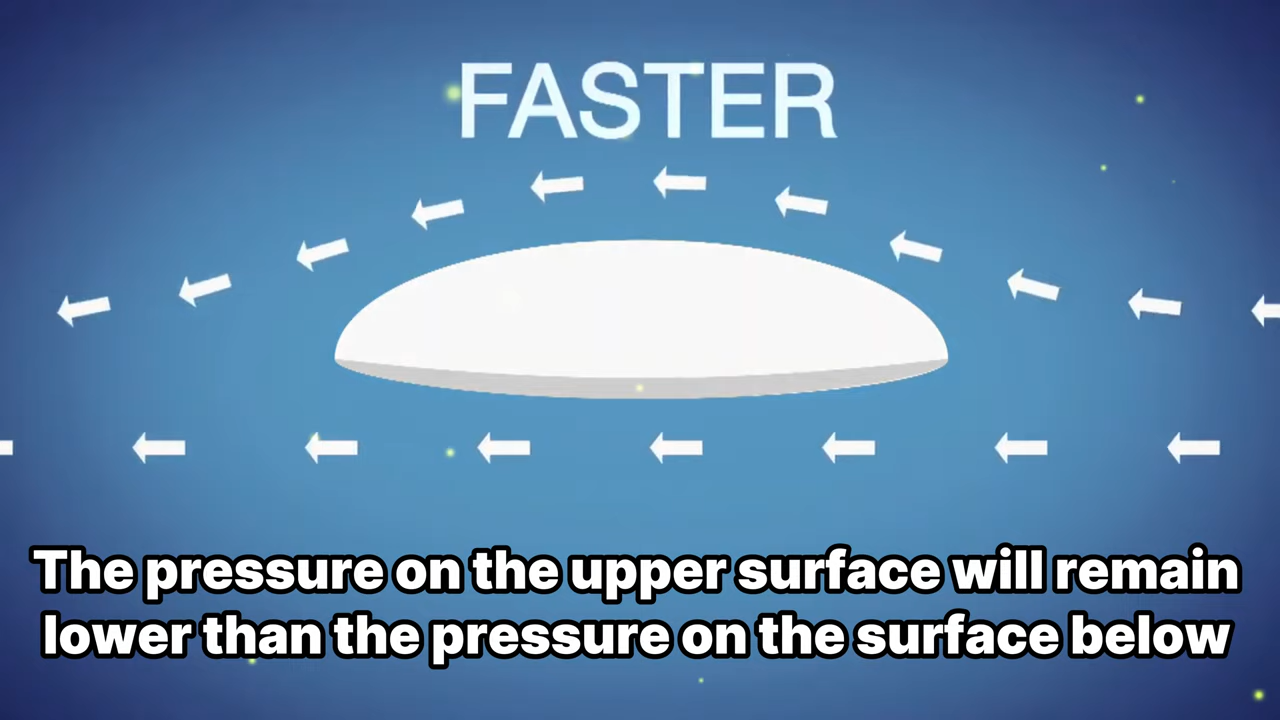 FASTER
The pressure on the upper surface will remain
lower than the pressure on the surface below